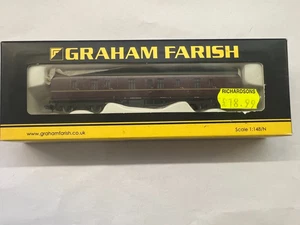 GRAHAM FARISH
RICHARDSONS
£18.99
www.grahamfarish.co.uk
Scale 1:148/N